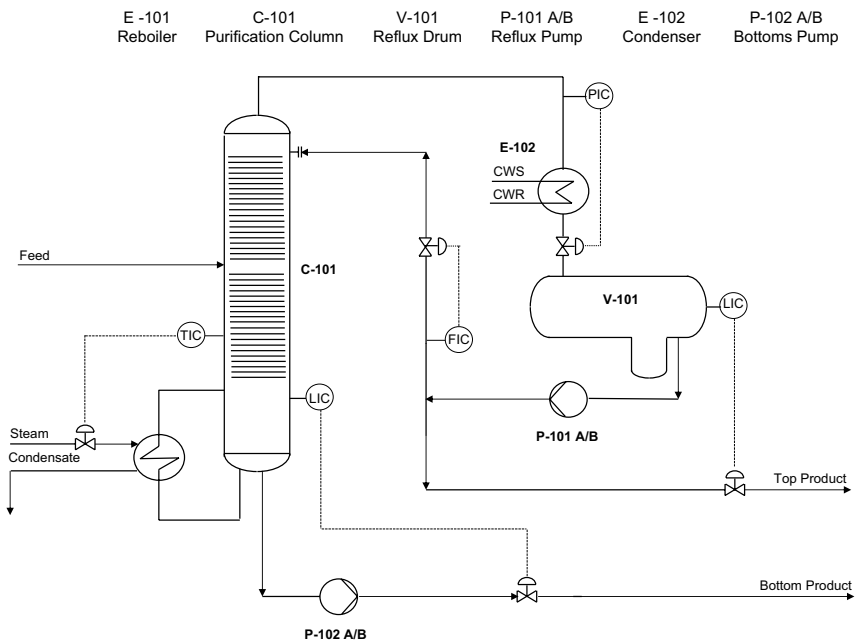 E -101 C-101 V-101 P-101 A/B E -102 P-102 A/B
Reboiler Purification Column Reflux Drum Reflux Pump Condenser Bottoms Pump
PIC
E-102
CWS
CWR
Feed
C-101
V-101
LIC
TIC
FIC
LIC
Steam
Condensate
P-101 A/B
Top Product
Bottom Product
P-102 A/B